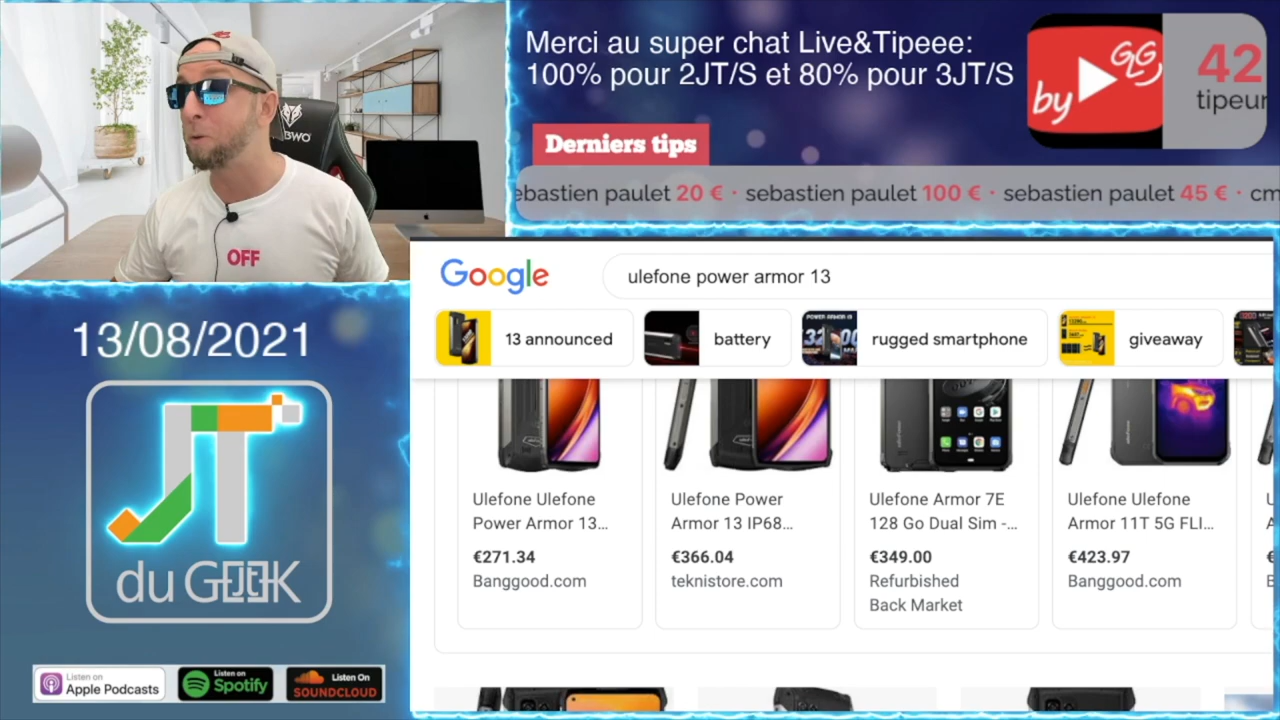 Merci au super chat Live&Tipeee:
100% pour 2JT/S et 80% pour 3JT/S
by GLG
42
tipeur
Derniers tips
ebastien paulet 20 € · sebastien paulet 100 € · sebastien paulet 45 € · cm
BWO
OFF
13/08/2021
JT
du GEEK
Listen on
Apple Podcasts
Listen on
Spotify
Listen On
SOUNDCLOUD
Google
ulefone power armor 13
13 announced
battery
rugged smartphone
giveaway
Ulefone Ulefone
Power Armor 13...
€271.34
Banggood.com
Ulefone Power
Armor 13 IP68...
€366.04
teknistore.com
Ulefone Armor 7E
128 Go Dual Sim -...
€349.00
Refurbished
Back Market
Ulefone Ulefone
Armor 11T 5G FLI...
€423.97
Banggood.com